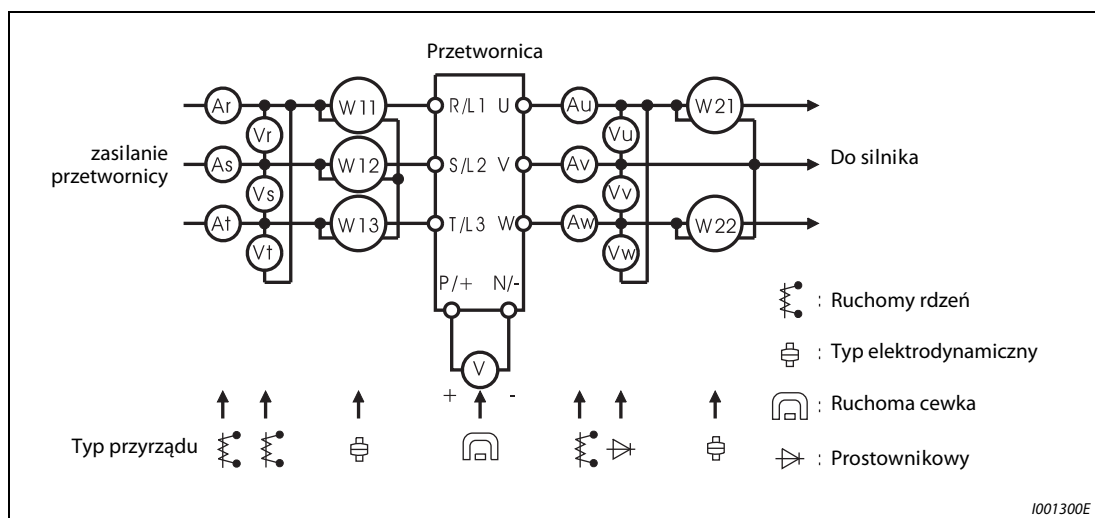 Przetwornica
Ar W11 R/L1 U Au W21
Vr Vu
zasilanie
przetwornicy
As W12 S/L2 V Av Do silnika
Vs Vv
At W13 T/L3 W Aw W22
Vt Vw
P/+ N/-
V
+ -
: Ruchomy rdzeń
: Typ elektrodynamiczny
: Ruchoma cewka
: Prostownikowy
Typ przyrządu
I001300E